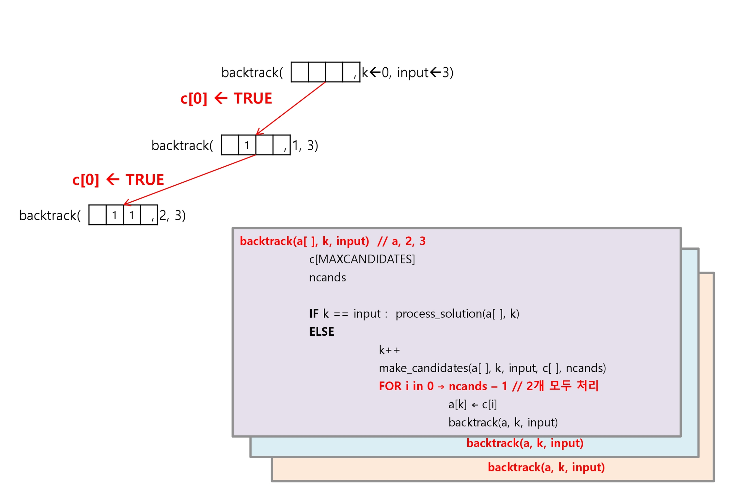 backtrack( , k←0, input←3)
c[0] ← TRUE
backtrack( 1 , 1, 3)
c[0] ← TRUE
backtrack( 1 1 , 2, 3)
backtrack(a[ ], k, input) // a, 2, 3
c[MAXCANDIDATES]
ncands
IF k == input : process_solution(a[ ], k)
ELSE
k++
make_candidates(a[ ], k, input, c[ ], ncands)
FOR i in 0 → ncands – 1 // 2개 모두 처리
a[k] ← c[i]
backtrack(a, k, input)
backtrack(a, k, input)
backtrack(a, k, input)